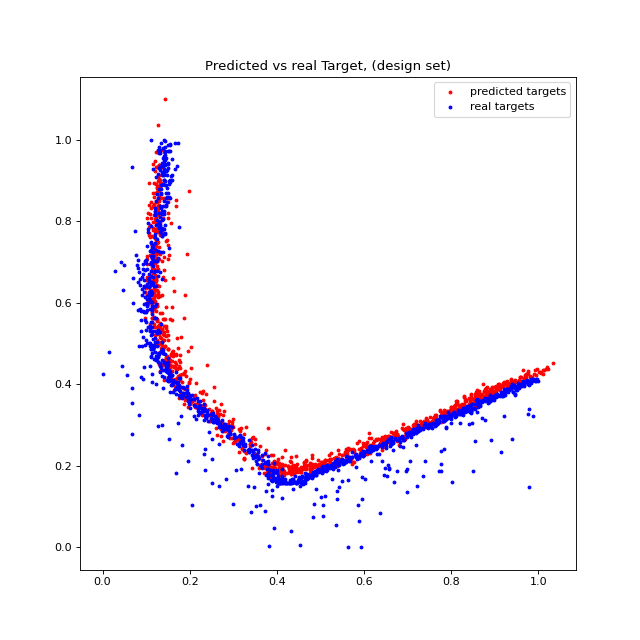 Predicted vs real Target, (design set)
predicted targets
real targets
1.0
0.8
0.6
0.4
0.2
0.0
0.0 0.2 0.4 0.6 0.8 1.0